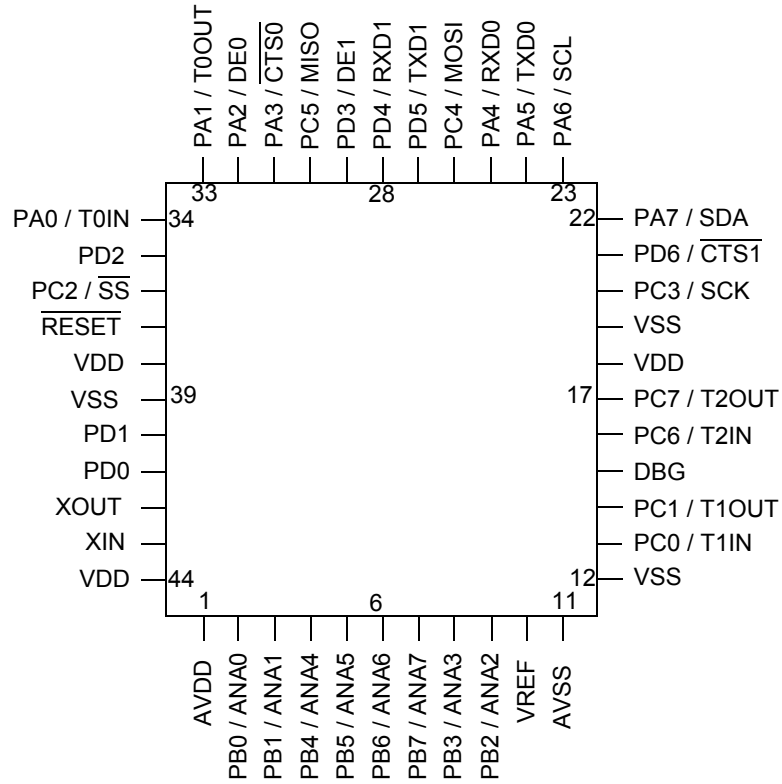 PA1 / T0OUT
PA2 / DE0
PA3 / CTS0
PC5 / MISO
PD3 / DE1
PD4 / RXD1
PD5 / TXD1
PC4 / MOSI
PA4 / RXD0
PA5 / TXD0
PA6 / SCL
33
28
23
PA0 / T0IN
34
22
PA7 / SDA
PD2
PD6 / CTS1
PC2 / SS
PC3 / SCK
RESET
VSS
VDD
VDD
VSS
39
17
PC7 / T2OUT
PD1
PC6 / T2IN
PD0
DBG
XOUT
PC1 / T1OUT
XIN
PC0 / T1IN
VDD
44
12
VSS
1
6
11
AVDD
PB0 / ANA0
PB1 / ANA1
PB4 / ANA4
PB5 / ANA5
PB6 / ANA6
PB7 / ANA7
PB3 / ANA3
PB2 / ANA2
VREF
AVSS